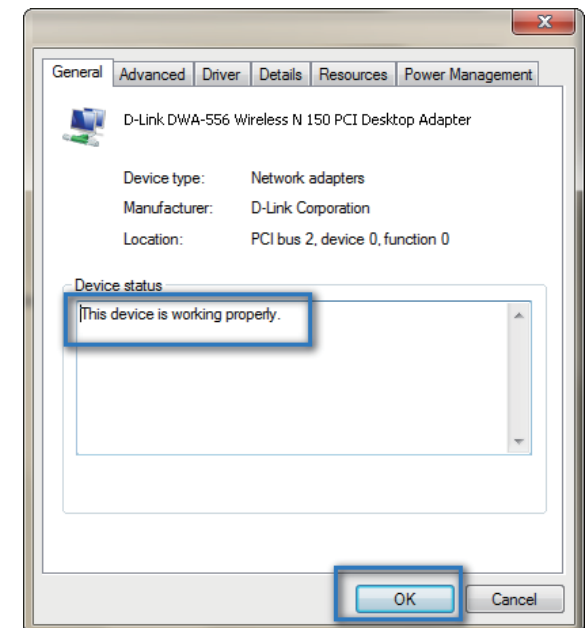 General Advanced Driver Details Resources Power Management
D-Link DWA-556 Wireless N 150 PCI Desktop Adapter
Device type: Network adapters
Manufacturer: D-Link Corporation
Location: PCI bus 2, device 0, function 0
Device status
This device is working properly.
OK Cancel